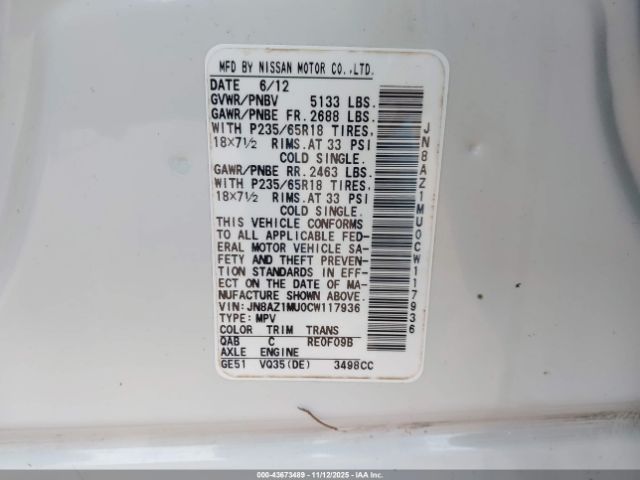 MFD BY NISSAN MOTOR CO.,LTD.
DATE 6/12
GVWR/PNBV 5133 LBS.
GAWR/PNBE FR. 2688 LBS.
WITH P235/65R18 TIRES,
18×7½ RIMS. AT 33 PSI
COLD SINGLE.
GAWR/PNBE RR. 2463 LBS.
WITH P235/65R18 TIRES,
18×7½ RIMS. AT 33 PSI
COLD SINGLE.
THIS VEHICLE CONFORMS
TO ALL APPLICABLE FED-
ERAL MOTOR VEHICLE SA-
FETY AND THEFT PREVEN-
TION STANDARDS IN EFF-
ECT ON THE DATE OF MA-
NUFACTURE SHOWN ABOVE.
VIN: JN8AZ1MU0CW117936
TYPE: MPV
COLOR TRIM TRANS
QAB C RE0F09B
AXLE ENGINE
GE51 VQ35(DE) 3498CC
JN8AZ1MU0CW117936
000-43673489 - 11/12/2025 - IAAI.COM